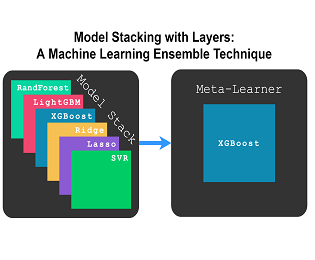 Model Stacking with Layers:
A Machine Learning Ensemble Technique
RandForest
LightGBM
XGBoost
Ridge
Lasso
SVR
Model Stack
Meta-Learner
XGBoost